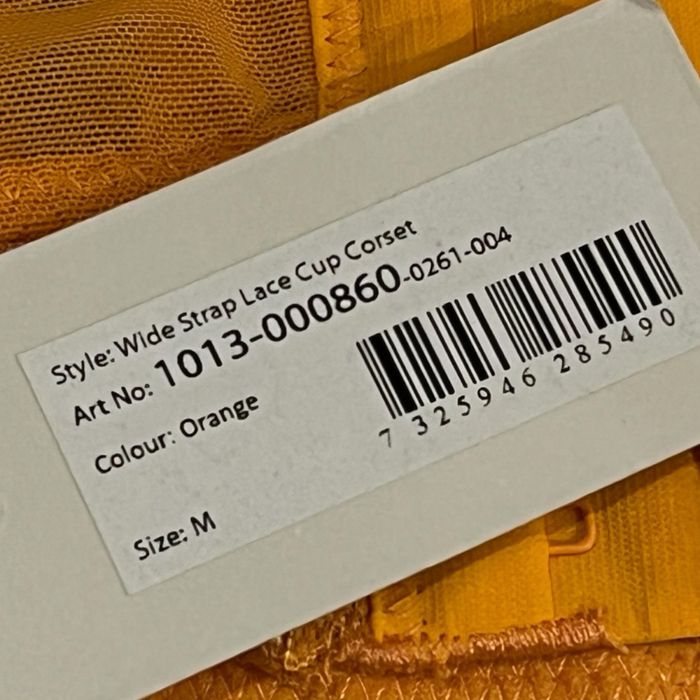 Style: Wide Strap Lace Cup Corset
Art No: 1013-000860-0261-004
Colour: Orange
7 325946 285490
Size: M